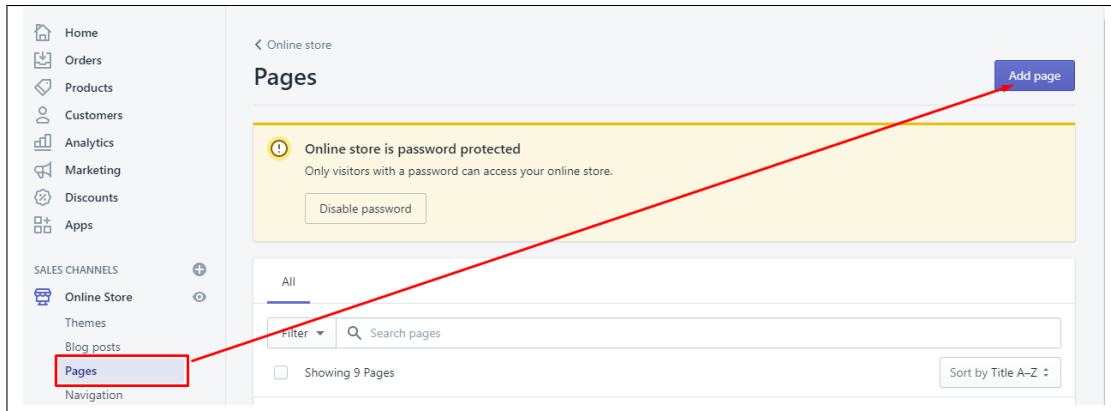 Home
Orders
Products
Customers
Analytics
Marketing
Discounts
Apps
SALES CHANNELS
Online Store
Themes
Blog posts
Pages
Navigation
Online store
Pages
Add page
Online store is password protected
Only visitors with a password can access your online store.
Disable password
All
Filter
Search pages
Showing 9 Pages
Sort by Title A–Z